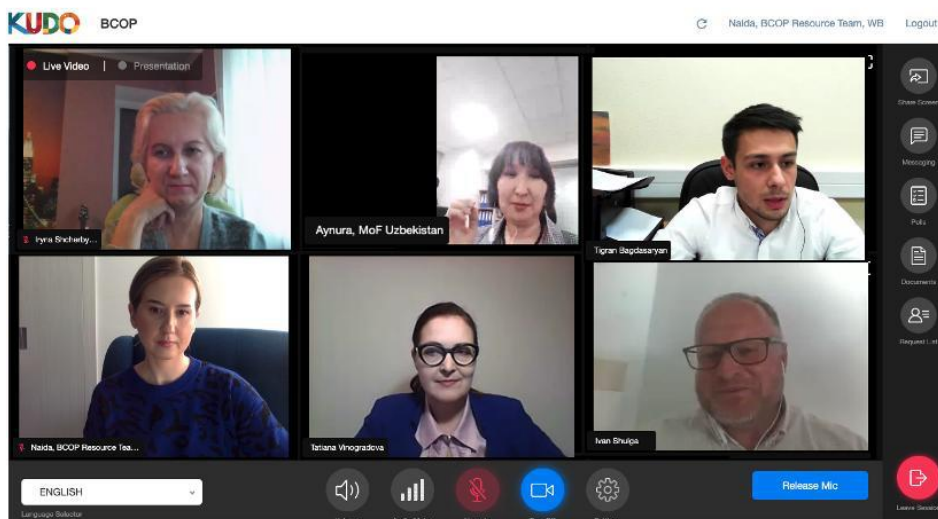 KUDO BCOP
Naida, BCOP Resource Team, WB Logout
Live Video | Presentation
Share Screen
Iryna Shcherby...
Aynura, MoF Uzbekistan
Tigran Bagdasaryan
Messaging
Polls
Documents
Request List
Naida, BCOP Resource Tea...
Tatiana Vinogradova
Ivan Shulga
ENGLISH
Language Selector
Release Mic
Leave Session